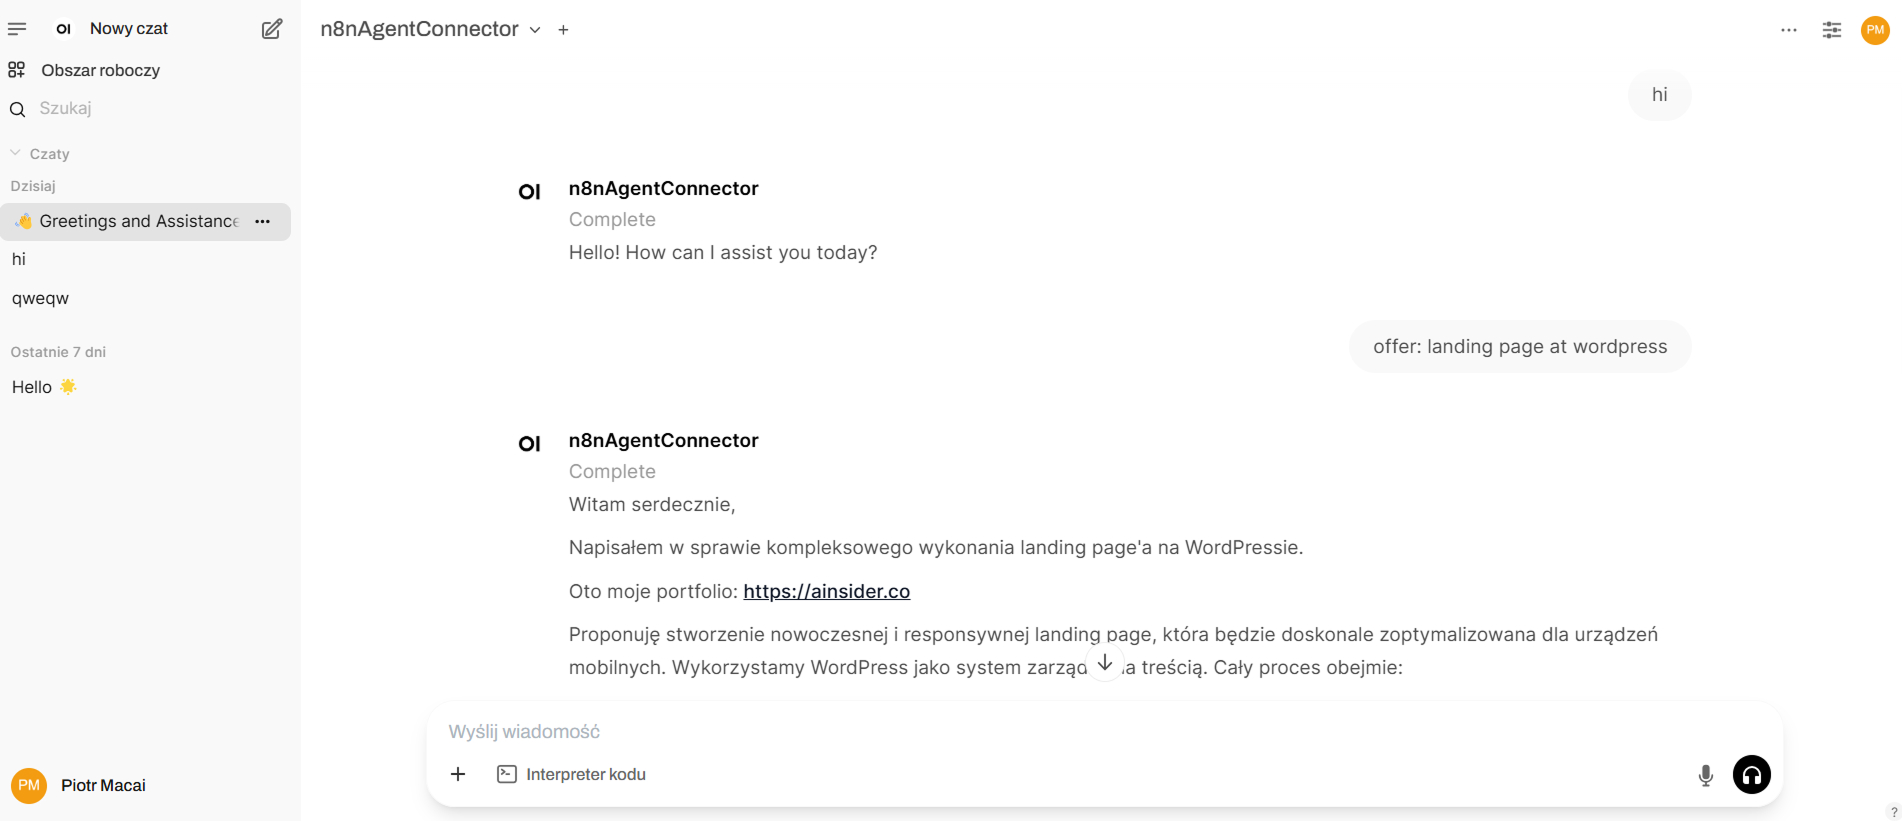 OI Nowy czat
Obszar roboczy
Szukaj
Czaty
Dzisiaj
👋 Greetings and Assistance
hi
qweqw
Ostatnie 7 dni
Hello 🌟
PM Piotr Macai
n8nAgentConnector
PM
hi
OI n8nAgentConnector
Complete
Hello! How can I assist you today?
offer: landing page at wordpress
OI n8nAgentConnector
Complete
Witam serdecznie,
Napisałem w sprawie kompleksowego wykonania landing page'a na WordPressie.
Oto moje portfolio: https://ainsider.co
Proponuję stworzenie nowoczesnej i responsywnej landing page, która będzie doskonale zoptymalizowana dla urządzeń
mobilnych. Wykorzystamy WordPress jako system treścią. Cały proces obejmie:
Wyślij wiadomość
Interpreter kodu
?